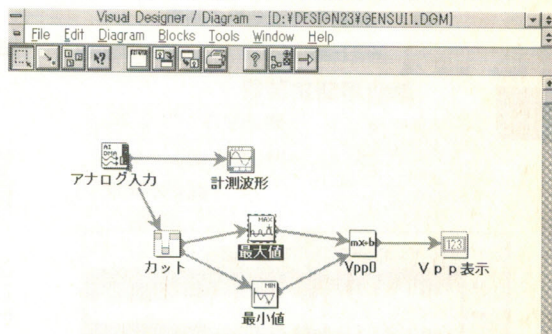 Visual Designer / Diagram - [D:¥DESIGN23¥GENSUI1.DGM]
File Edit Diagram Blocks Tools Window Help
AI
DMA
アナログ入力
計測波形
カット
MAX
最大値
MIN
最小値
mx+b
Vpp0
123
Vpp表示